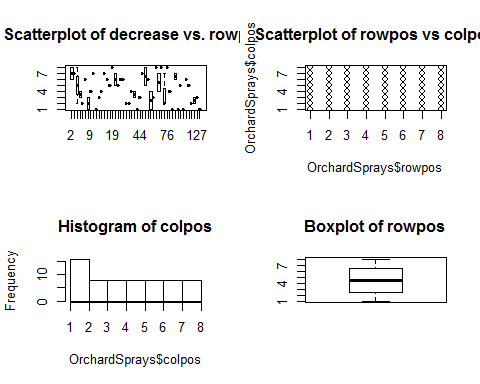 Scatterplot of decrease vs. row
1 4 7
2 9 19 44 76 127
Scatterplot of rowpos vs colpo
OrchardSprays$colpos
1 4 7
1 2 3 4 5 6 7 8
OrchardSprays$rowpos
Histogram of colpos
Frequency
0 10
1 2 3 4 5 6 7 8
OrchardSprays$colpos
Boxplot of rowpos
1 4 7